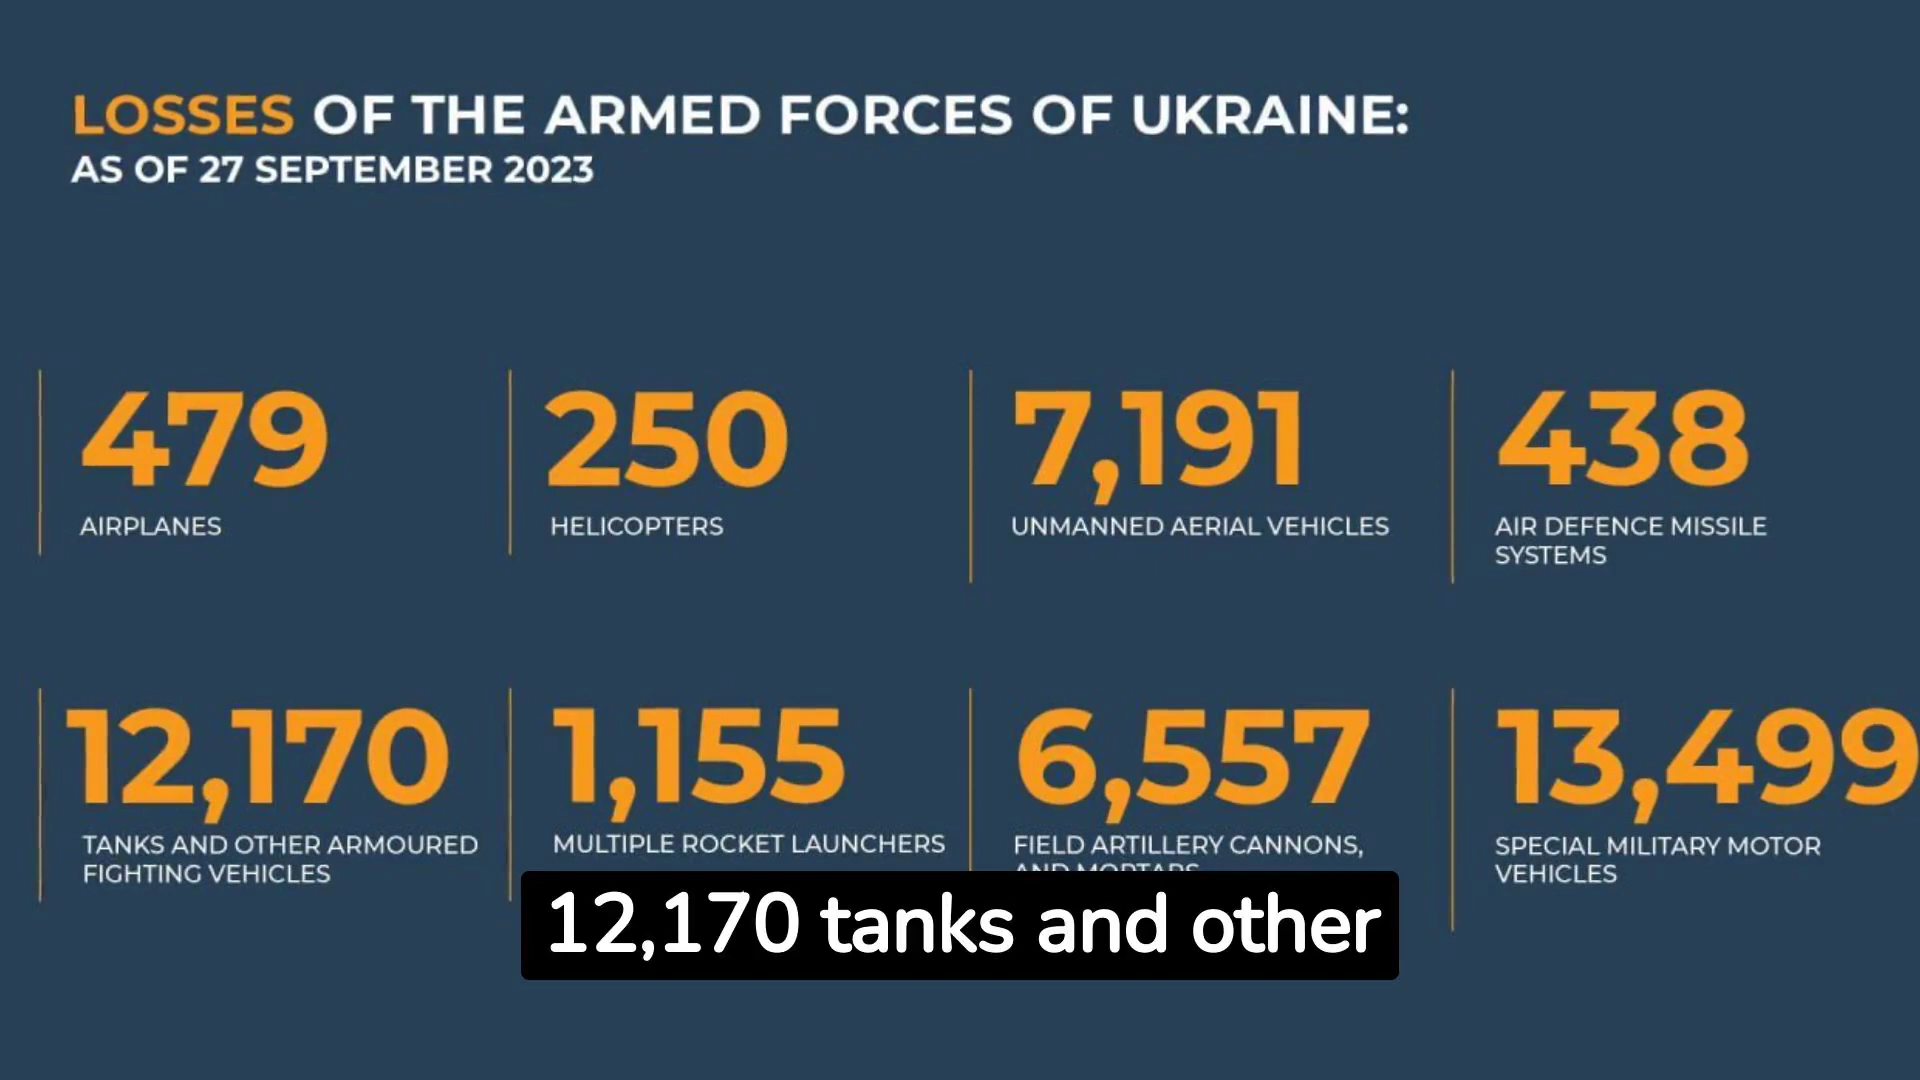 LOSSES OF THE ARMED FORCES OF UKRAINE:
AS OF 27 SEPTEMBER 2023
479
AIRPLANES
250
HELICOPTERS
7,191
UNMANNED AERIAL VEHICLES
438
AIR DEFENCE MISSILE
SYSTEMS
12,170
TANKS AND OTHER ARMOURED
FIGHTING VEHICLES
1,155
MULTIPLE ROCKET LAUNCHERS
6,557
FIELD ARTILLERY CANNONS,
AND MORTARS
13,499
SPECIAL MILITARY MOTOR
VEHICLES
12,170 tanks and other